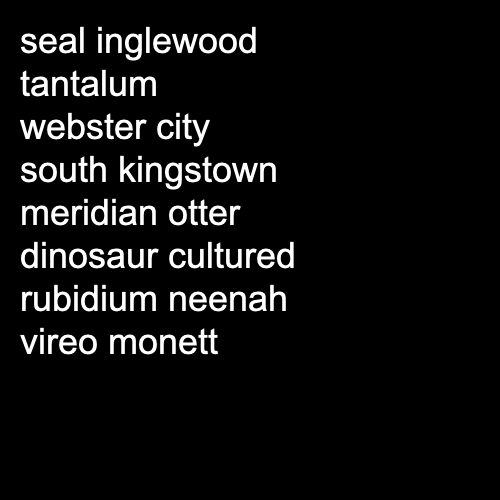 seal inglewood
tantalum
webster city
south kingstown
meridian otter
dinosaur cultured
rubidium neenah
vireo monett